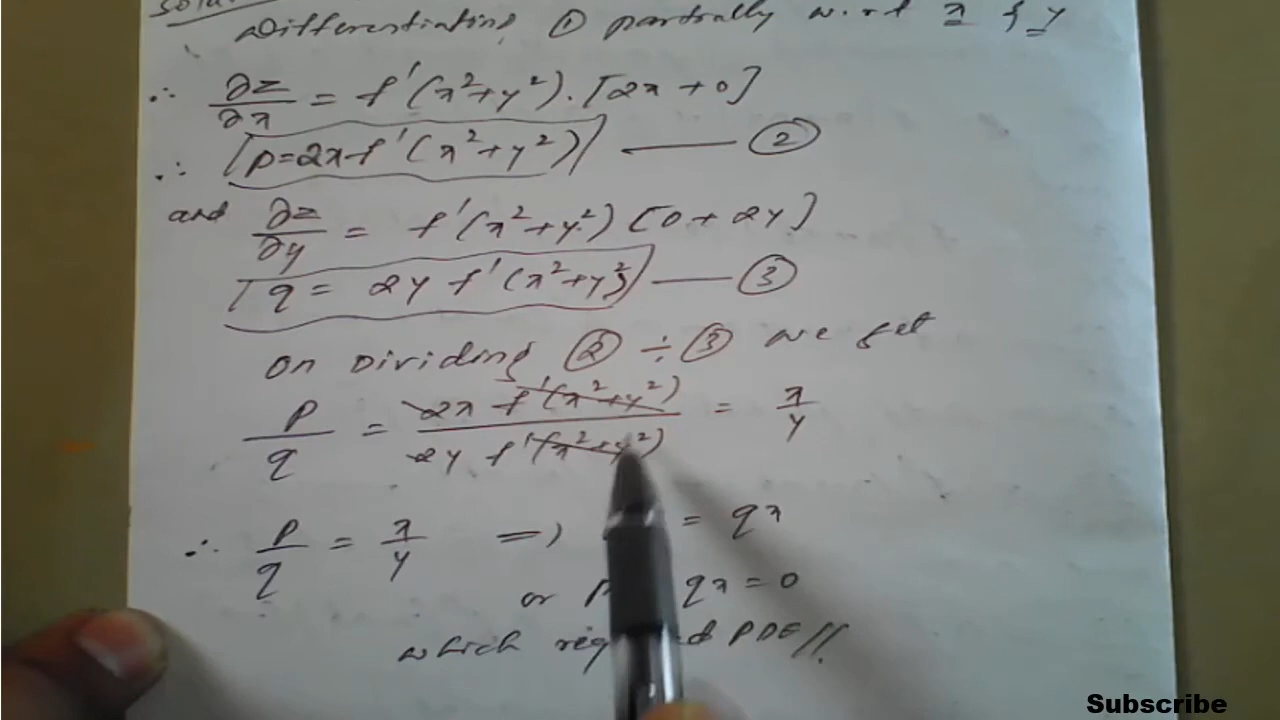 Differentiating ① partially w.r.t x & y
∴ ∂z/∂x = f'(x²+y²).[2x+0]
∴ p=2x f'(x²+y²) —— ②
and ∂z/∂y = f'(x²+y²)[0+2y]
q = 2y f'(x²+y²) —— ③
on Dividing ② ÷ ③ we get
p/q = 2x f'(x²+y²)/2y f'(x²+y²) = x/y
∴ p/q = x/y ⇒ = qx
or qx = 0
which PDE//.
Subscribe